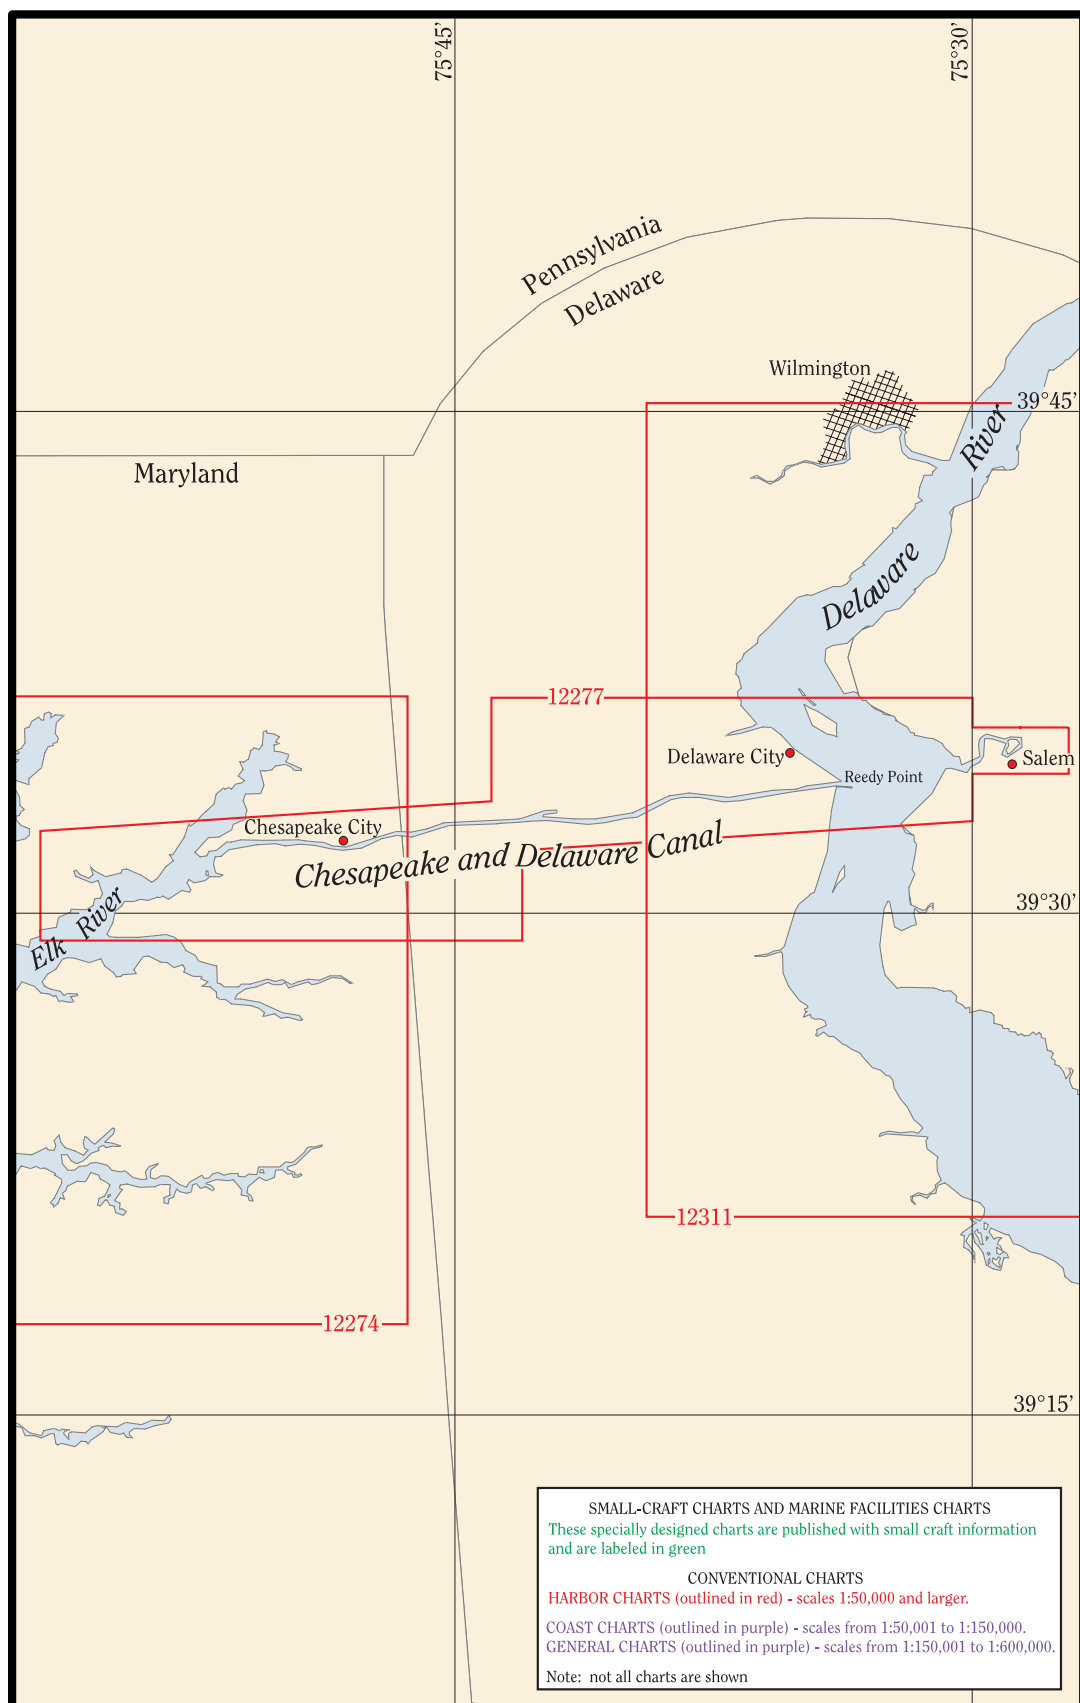 75°45'
75°30'
Pennsylvania
Delaware
Wilmington
39°45'
River
Maryland
Delaware
12277
Delaware City
Salem
Reedy Point
Chesapeake City
Chesapeake and Delaware Canal
39°30'
Elk River
12311
12274
39°15'
SMALL-CRAFT CHARTS AND MARINE FACILITIES CHARTS
These specially designed charts are published with small craft information
and are labeled in green
CONVENTIONAL CHARTS
HARBOR CHARTS (outlined in red) - scales 1:50,000 and larger.
COAST CHARTS (outlined in purple) - scales from 1:50,001 to 1:150,000.
GENERAL CHARTS (outlined in purple) - scales from 1:150,001 to 1:600,000.
Note: not all charts are shown